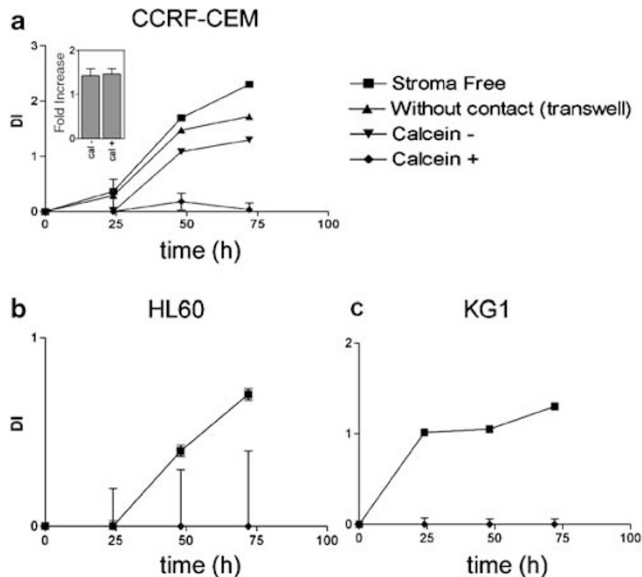 a
CCRF-CEM
3
2
1
0
DI
Fold Increase
2
1
0
cal -
cal +
0 25 50 75 100
time (h)
Stroma Free
Without contact (transwell)
Calcein -
Calcein +
b
HL60
1
0
DI
0 25 50 75 100
time (h)
c
KG1
2
1
0
0 25 50 75 100
time (h)